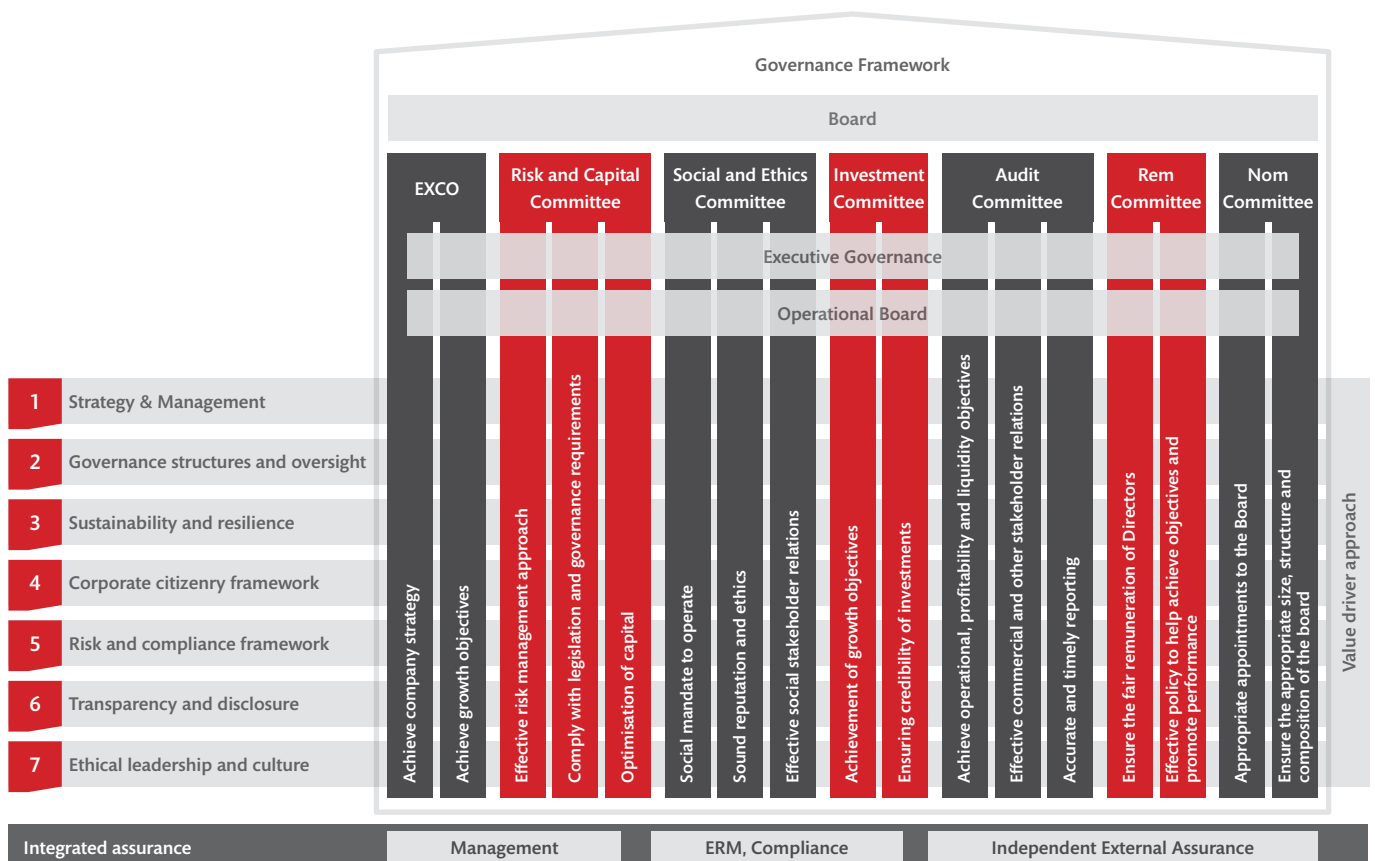 Governance Framework
Board
EXCO
Risk and Capital
Committee
Social and Ethics
Committee
Investment
Committee
Audit
Committee
Rem
Committee
Nom
Committee
Executive Governance
Operational Board
1 Strategy & Management
2 Governance structures and oversight
3 Sustainability and resilience
4 Corporate citizenry framework
5 Risk and compliance framework
6 Transparency and disclosure
7 Ethical leadership and culture
Achieve company strategy
Achieve growth objectives
Effective risk management approach
Comply with legislation and governance requirements
Optimisation of capital
Social mandate to operate
Sound reputation and ethics
Effective social stakeholder relations
Achievement of growth objectives
Ensuring credibility of investments
Achieve operational, profitability and liquidity objectives
Effective commercial and other stakeholder relations
Accurate and timely reporting
Ensure the fair remuneration of Directors
Effective policy to help achieve objectives and
promote performance
Appropriate appointments to the Board
Ensure the appropriate size, structure and
composition of the board
Value driver approach
Integrated assurance
Management
ERM, Compliance
Independent External Assurance